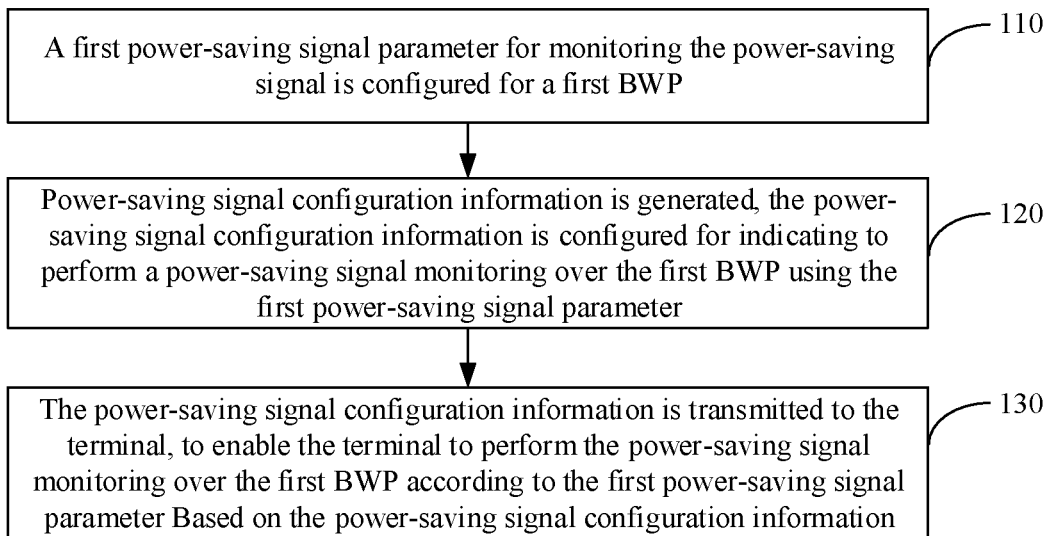 A first power-saving signal parameter for monitoring the power-saving
signal is configured for a first BWP
110
Power-saving signal configuration information is generated, the power-
saving signal configuration information is configured for indicating to
perform a power-saving signal monitoring over the first BWP using the
first power-saving signal parameter
120
The power-saving signal configuration information is transmitted to the
terminal, to enable the terminal to perform the power-saving signal
monitoring over the first BWP according to the first power-saving signal
parameter Based on the power-saving signal configuration information
130